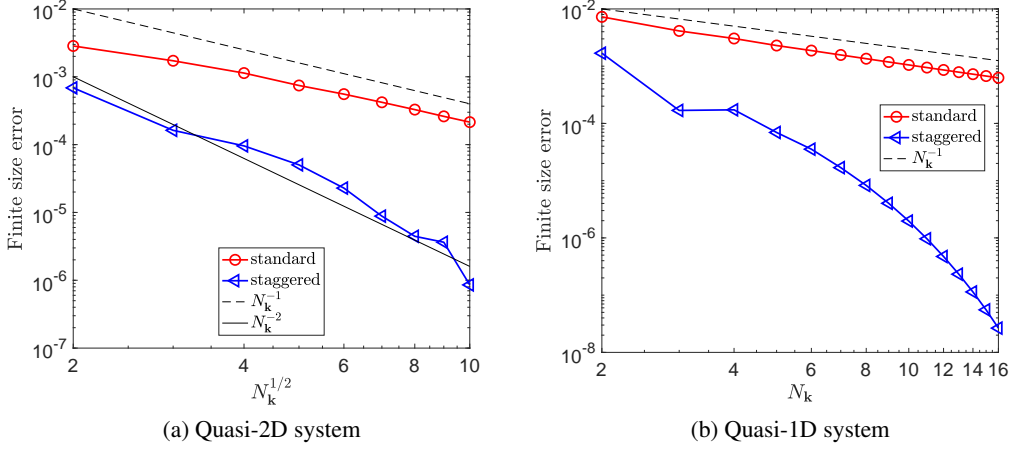 Finite size error
10^{-2}
10^{-3}
10^{-4}
10^{-5}
10^{-6}
10^{-7}
standard
staggered
N_k^{-1}
N_k^{-2}
2 4 6 8 10
N_k^{1/2}
(a) Quasi-2D system
Finite size error
10^{-2}
10^{-4}
10^{-6}
10^{-8}
standard
staggered
N_k^{-1}
2 4 6 8 10 12 14 16
N_k
(b) Quasi-1D system